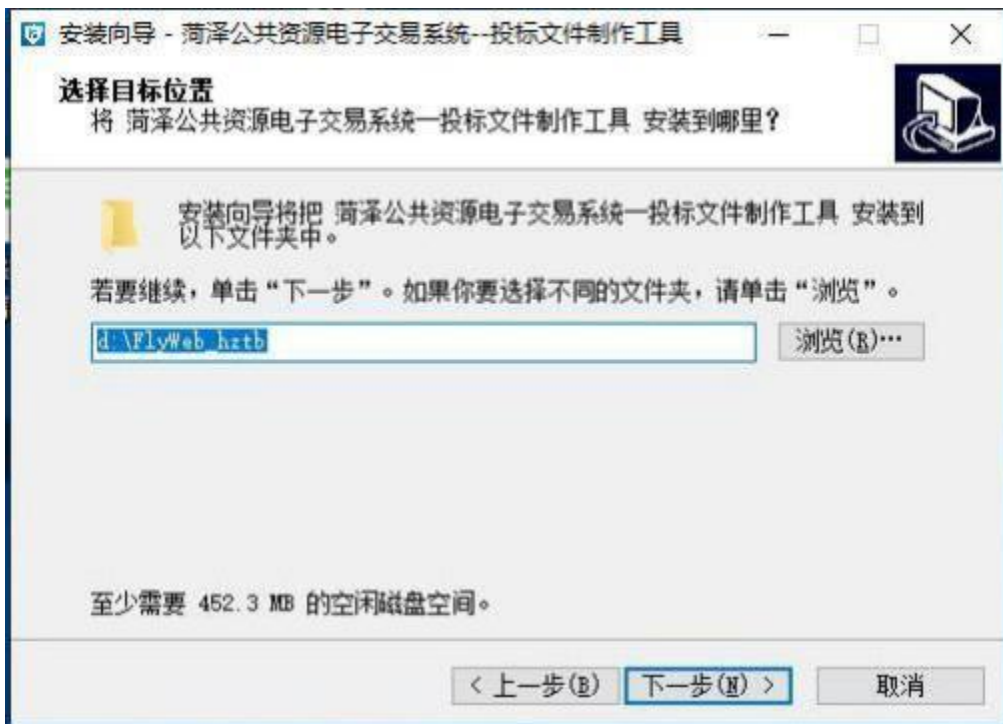 安装向导 - 菏泽公共资源电子交易系统--投标文件制作工具
选择目标位置
将 菏泽公共资源电子交易系统—投标文件制作工具 安装到哪里?
安装向导将把 菏泽公共资源电子交易系统—投标文件制作工具 安装到
以下文件夹中。
若要继续，单击“下一步”。如果你要选择不同的文件夹，请单击“浏览”。
d:\FlyWeb_hztb
浏览(R)...
至少需要 452.3 MB 的空闲磁盘空间。
< 上一步(B)
下一步(N) >
取消